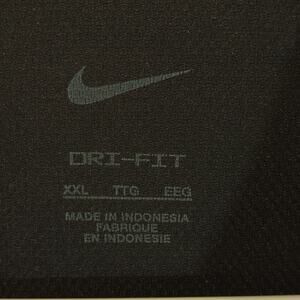 DRI-FIT
XXL TTG EEG
MADE IN INDONESIA
FABRIQUE
EN INDONESIE